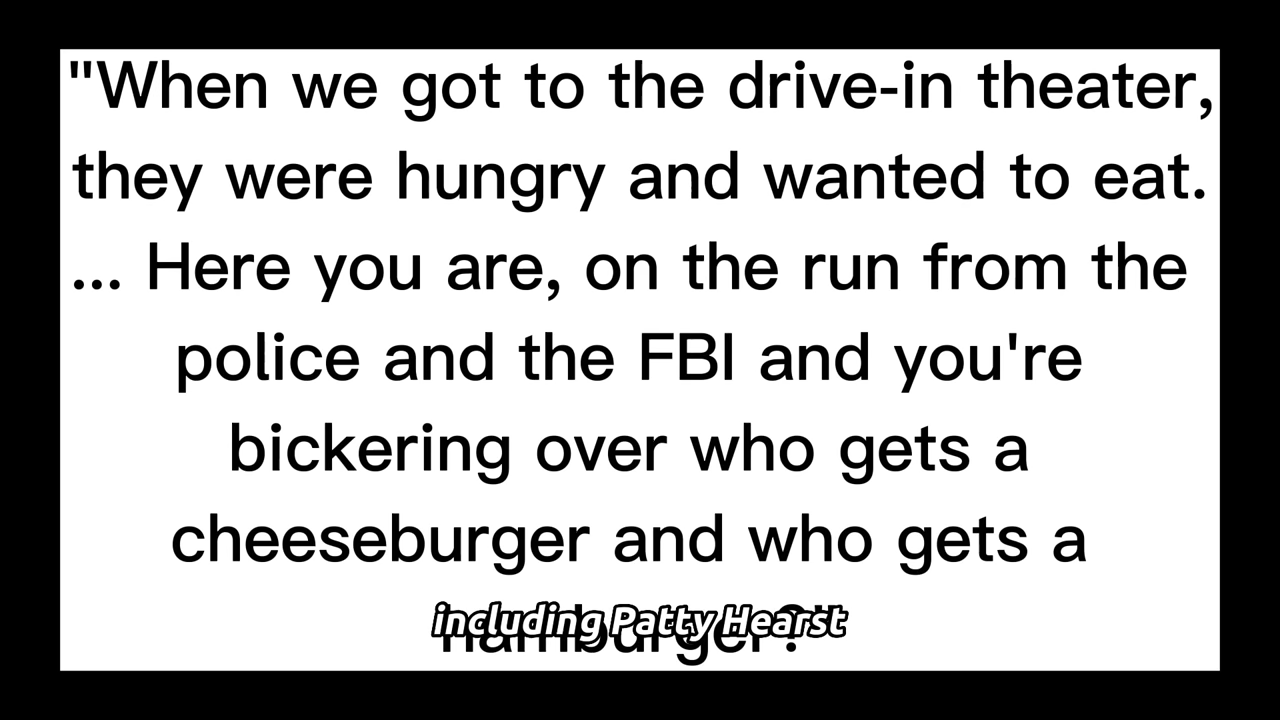 "When we got to the drive-in theater,
they were hungry and wanted to eat.
... Here you are, on the run from the
police and the FBI and you're
bickering over who gets a
cheeseburger and who gets a
hamburger?"
including Patty Hearst